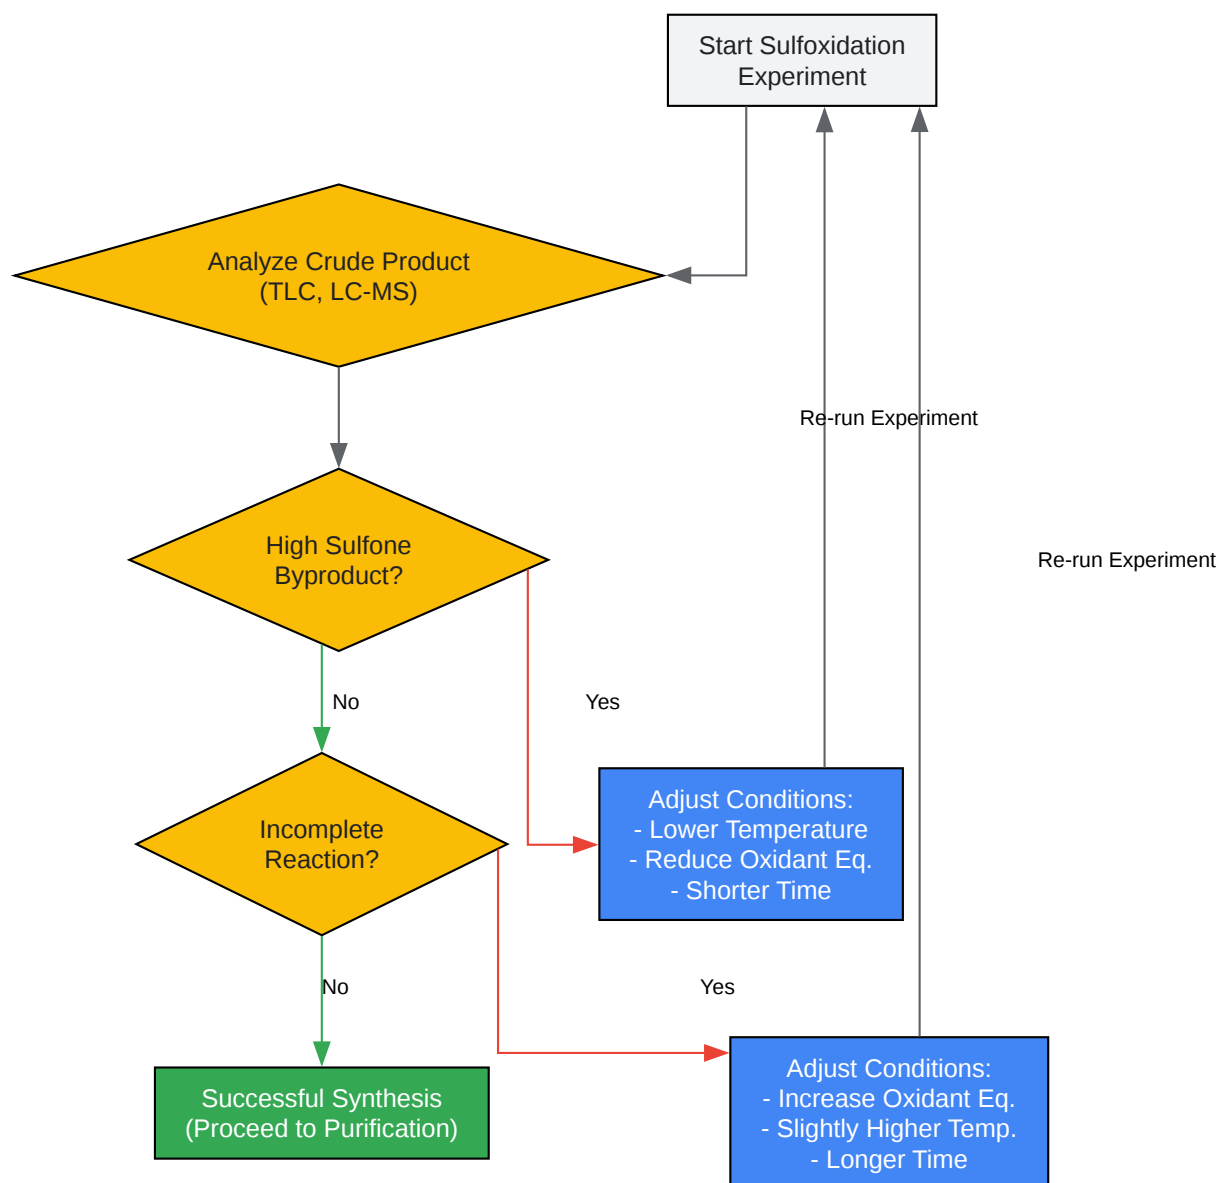 Start Sulfoxidation
Experiment
Analyze Crude Product
(TLC, LC-MS)
Re-run Experiment
High Sulfone
Byproduct?
Re-run Experiment
No
Yes
Adjust Conditions:
- Lower Temperature
- Reduce Oxidant Eq.
- Shorter Time
Incomplete
Reaction?
No
Yes
Successful Synthesis
(Proceed to Purification)
Adjust Conditions:
- Increase Oxidant Eq.
- Slightly Higher Temp.
- Longer Time